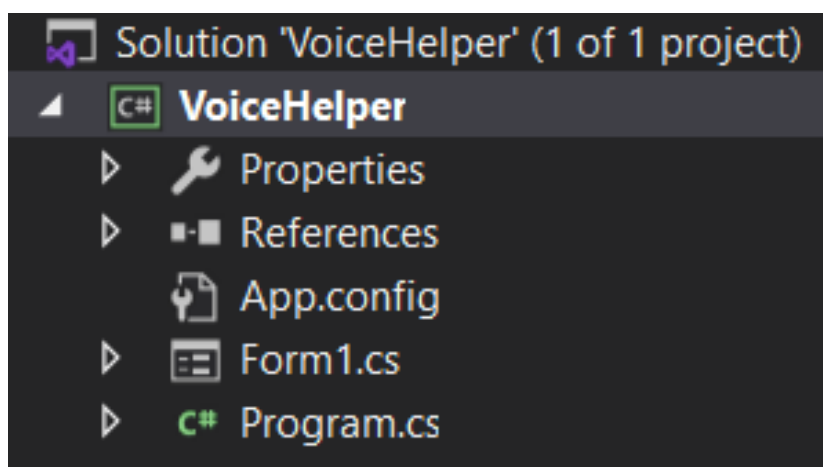 Solution 'VoiceHelper' (1 of 1 project)
C# VoiceHelper
Properties
References
App.config
Form1.cs
C# Program.cs